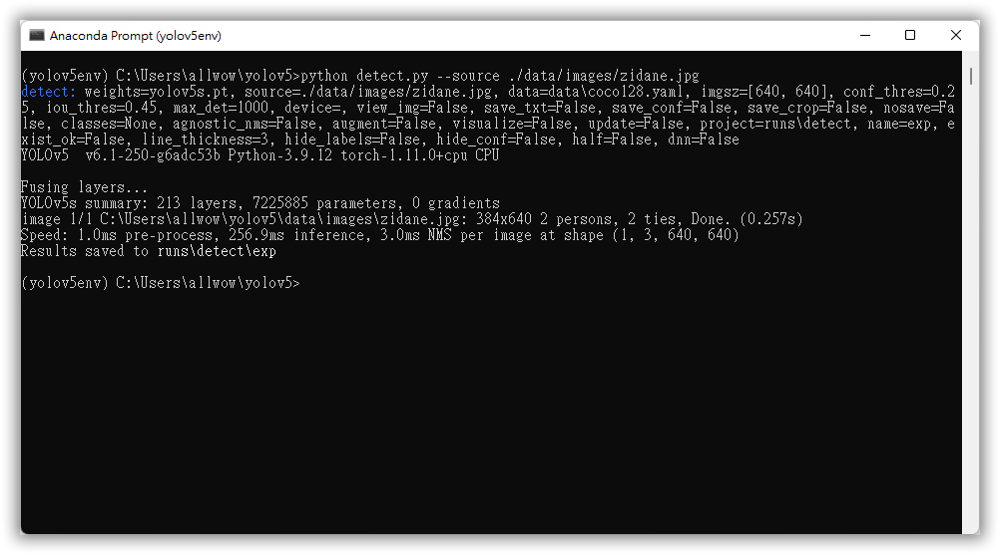 Anaconda Prompt (yolov5env)
(yolov5env) C:\Users\allwow\yolov5>python detect.py --source ./data/images/zidane.jpg
detect: weights=yolov5s.pt, source=./data/images/zidane.jpg, data=data\coco128.yaml, imgsz=[640, 640], conf_thres=0.2
5, iou_thres=0.45, max_det=1000, device=, view_img=False, save_txt=False, save_conf=False, save_crop=False, nosave=Fa
lse, classes=None, agnostic_nms=False, augment=False, visualize=False, update=False, project=runs\detect, name=exp, e
xist_ok=False, line_thickness=3, hide_labels=False, hide_conf=False, half=False, dnn=False
YOLOv5  v6.1-250-g6adc53b Python-3.9.12 torch-1.11.0+cpu CPU
Fusing layers...
YOLOv5s summary: 213 layers, 7225885 parameters, 0 gradients
image 1/1 C:\Users\allwow\yolov5\data\images\zidane.jpg: 384x640 2 persons, 2 ties, Done. (0.257s)
Speed: 1.0ms pre-process, 256.9ms inference, 3.0ms NMS per image at shape (1, 3, 640, 640)
Results saved to runs\detect\exp
(yolov5env) C:\Users\allwow\yolov5>